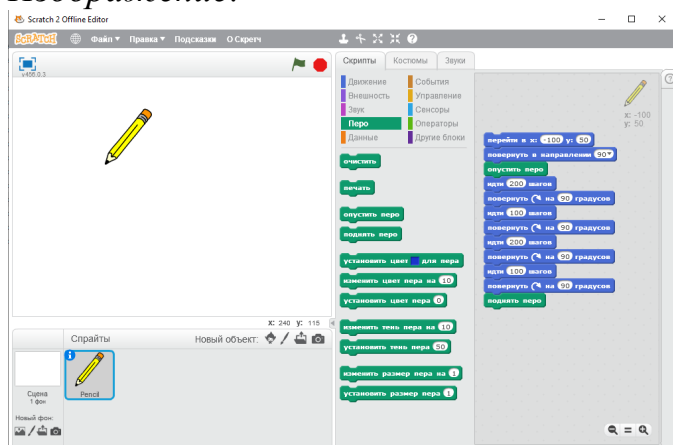 Изображение.
Scratch 2 Offline Editor
SCRATCH Файл Правка Подсказки О Скретч
v458.0.3
X: 240 y: 115
Спрайты Новый объект:
Сцена
1 фон
Новый фон:
Pencil
Скрипты Костюмы Звуки
Движение События
Внешность Управление
Звук Сенсоры
Перо Операторы
Данные Другие блоки
очистить
печать
опустить перо
поднять перо
установить цвет для пера
изменить цвет пера на 10
установить цвет пера 0
изменить тень пера на 10
установить тень пера 50
изменить размер пера на 1
установить размер пера 1
x: -100
y: 50
перейти в x: -100 y: 50
повернуть в направлении 90
опустить перо
идти 200 шагов
повернуть на 90 градусов
идти 100 шагов
повернуть на 90 градусов
идти 200 шагов
повернуть на 90 градусов
идти 100 шагов
повернуть на 90 градусов
поднять перо